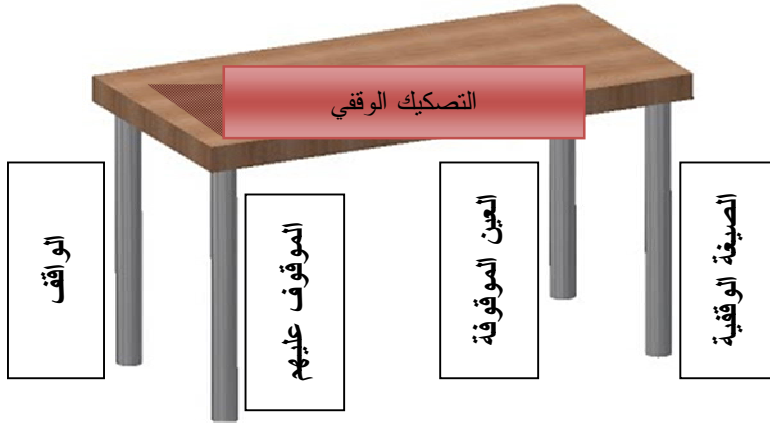 التصكيك الوقفي
الصيغة الوقفية
العين الموقوفة
الموقوف عليهم
الواقف